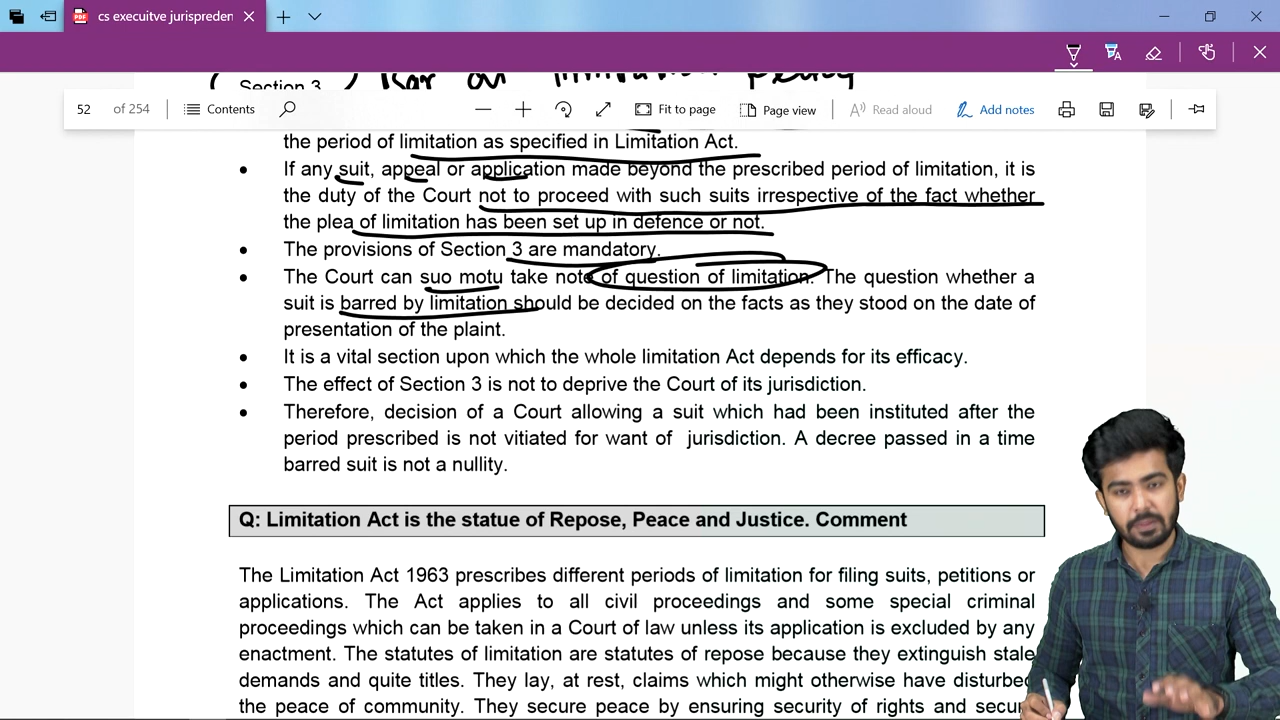 cs execuitve jurispreden
Section 3 ) Bar of limitation
52 of 254 Contents Fit to page Page view Read aloud Add notes
the period of limitation as specified in Limitation Act.
• If any suit, appeal or application made beyond the prescribed period of limitation, it is
the duty of the Court not to proceed with such suits irrespective of the fact whether
the plea of limitation has been set up in defence or not.
• The provisions of Section 3 are mandatory.
• The Court can suo motu take note of question of limitation. The question whether a
suit is barred by limitation should be decided on the facts as they stood on the date of
presentation of the plaint.
• It is a vital section upon which the whole limitation Act depends for its efficacy.
• The effect of Section 3 is not to deprive the Court of its jurisdiction.
• Therefore, decision of a Court allowing a suit which had been instituted after the
period prescribed is not vitiated for want of jurisdiction. A decree passed in a time
barred suit is not a nullity.
Q: Limitation Act is the statue of Repose, Peace and Justice. Comment
The Limitation Act 1963 prescribes different periods of limitation for filing suits, petitions or
applications. The Act applies to all civil proceedings and some special criminal
proceedings which can be taken in a Court of law unless its application is excluded by any
enactment. The statutes of limitation are statutes of repose because they extinguish stale
demands and quite titles. They lay, at rest, claims which might otherwise have disturbed
the peace of community. They secure peace by ensuring security of rights and secur